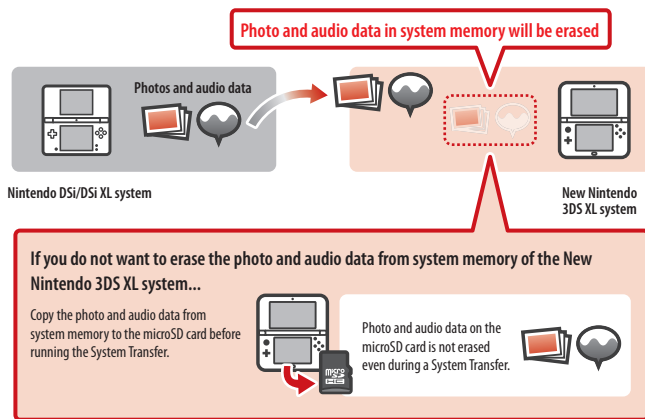 Photo and audio data in system memory will be erased
Photos and audio data
Nintendo DSi/DSi XL system
New Nintendo
3DS XL system
If you do not want to erase the photo and audio data from system memory of the New
Nintendo 3DS XL system...
Copy the photo and audio data from
system memory to the microSD card before
running the System Transfer.
micro
SD
HC
Photo and audio data on the
microSD card is not erased
even during a System Transfer.